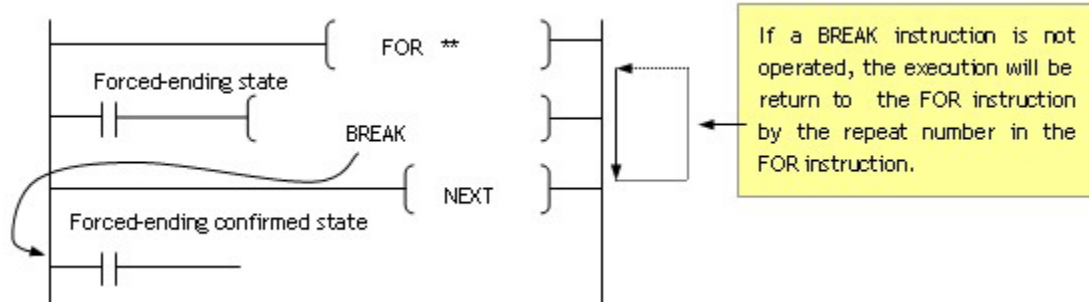 FOR **
Forced-ending state
BREAK
NEXT
Forced-ending confirmed state
If a BREAK instruction is not
operated, the execution will be
return to the FOR instruction
by the repeat number in the
FOR instruction.